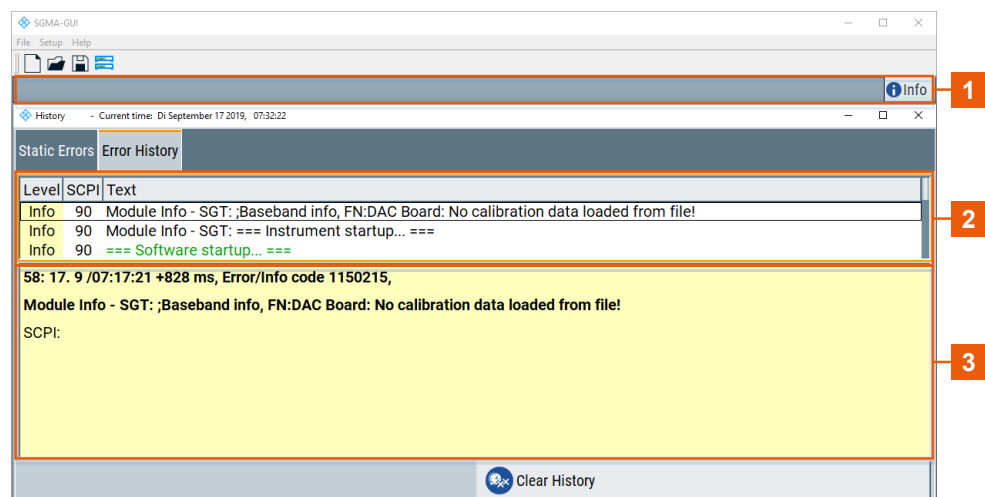 SGMA-GUI
File Setup Help
Info
1
History - Current time: Di September 17 2019, 07:32:22
Static Errors Error History
Level SCPI Text
Info 90 Module Info - SGT: ;Baseband info, FN:DAC Board: No calibration data loaded from file!
Info 90 Module Info - SGT: === Instrument startup... ===
Info 90 === Software startup... ===
2
58: 17. 9 /07:17:21 +828 ms, Error/Info code 1150215,
Module Info - SGT: ;Baseband info, FN:DAC Board: No calibration data loaded from file!
SCPI:
3
Clear History